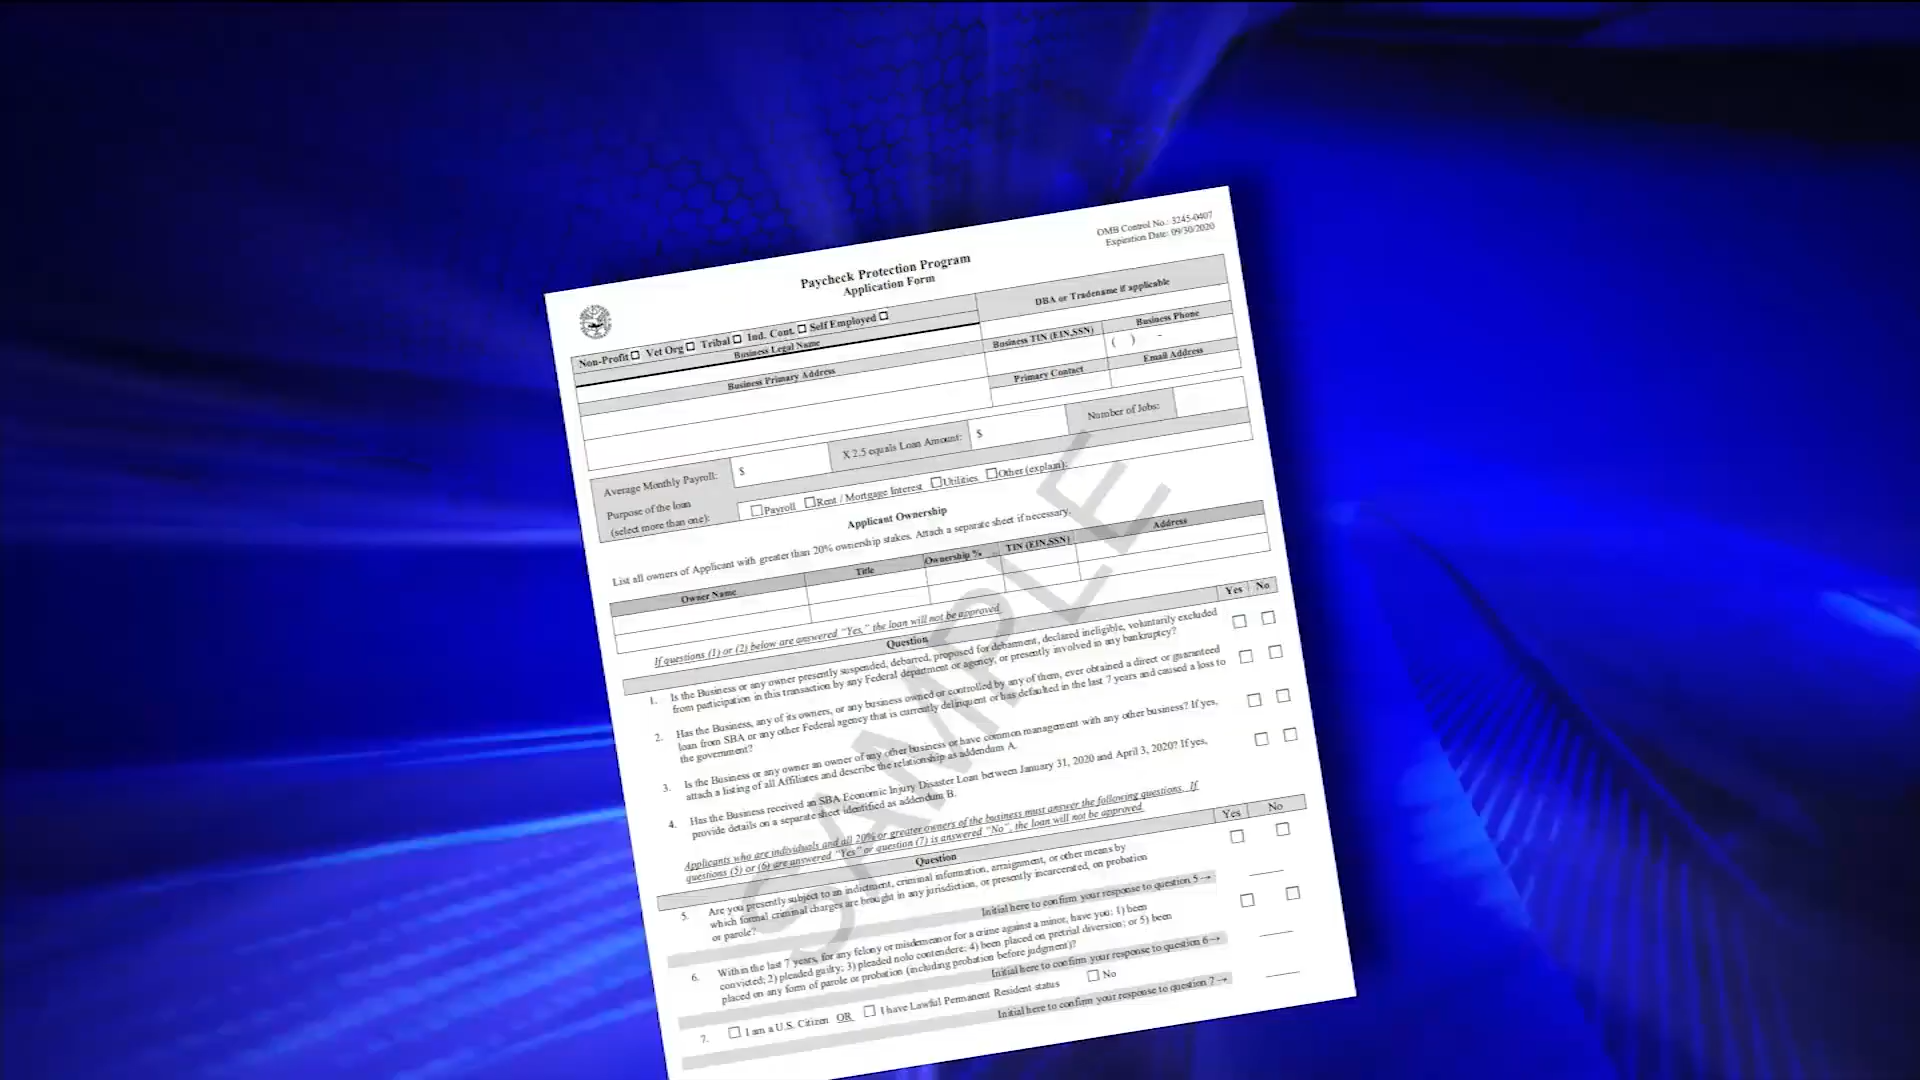 OMB Control No.: 3245-0407
Expiration Date: 09/30/2020
Paycheck Protection Program
Application Form
Non-Profit Vet Org Tribal Ind. Cont. Self Employed
DBA or Tradename if applicable
Business Legal Name
Business Primary Address
Business TIN (EIN,SSN)
Business Phone
( ) -
Primary Contact
Email Address
Average Monthly Payroll:
$
X 2.5 equals Loan Amount:
$
Number of Jobs:
Purpose of the loan
(select more than one):
Payroll Rent / Mortgage Interest Utilities Other (explain):
Applicant Ownership
List all owners of Applicant with greater than 20% ownership stakes. Attach a separate sheet if necessary.
Owner Name Title Ownership % TIN (EIN,SSN) Address
If questions (1) or (2) below are answered “Yes,” the loan will not be approved
Question Yes No
1. Is the Business or any owner presently suspended, debarred, proposed for debarment, declared ineligible, voluntarily excluded
from participation in this transaction by any Federal department or agency, or presently involved in any bankruptcy?
2. Has the Business, any of its owners, or any business owned or controlled by any of them, ever obtained a direct or guaranteed
loan from SBA or any other Federal agency that is currently delinquent or has defaulted in the last 7 years and caused a loss to
the government?
3. Is the Business or any owner an owner of any other business or have common management with any other business? If yes,
attach a listing of all Affiliates and describe the relationship as addendum A.
4. Has the Business received an SBA Economic Injury Disaster Loan between January 31, 2020 and April 3, 2020? If yes,
provide details on a separate sheet identified as addendum B.
Applicants who are individuals and all 20% or greater owners of the business must answer the following questions. If
questions (5) or (6) are answered “Yes” or question (7) is answered “No”, the loan will not be approved
Question Yes No
5. Are you presently subject to an indictment, criminal information, arraignment, or other means by
which formal criminal charges are brought in any jurisdiction, or presently incarcerated, on probation
or parole?
Initial here to confirm your response to question 5 →
6. Within the last 7 years, for any felony or misdemeanor for a crime against a minor, have you: 1) been
convicted; 2) pleaded guilty; 3) pleaded nolo contendere; 4) been placed on pretrial diversion; or 5) been
placed on any form of parole or probation (including probation before judgment)?
Initial here to confirm your response to question 6 →
7. I am a U.S. Citizen OR I have Lawful Permanent Resident status No
Initial here to confirm your response to question 7 →
SAMPLE